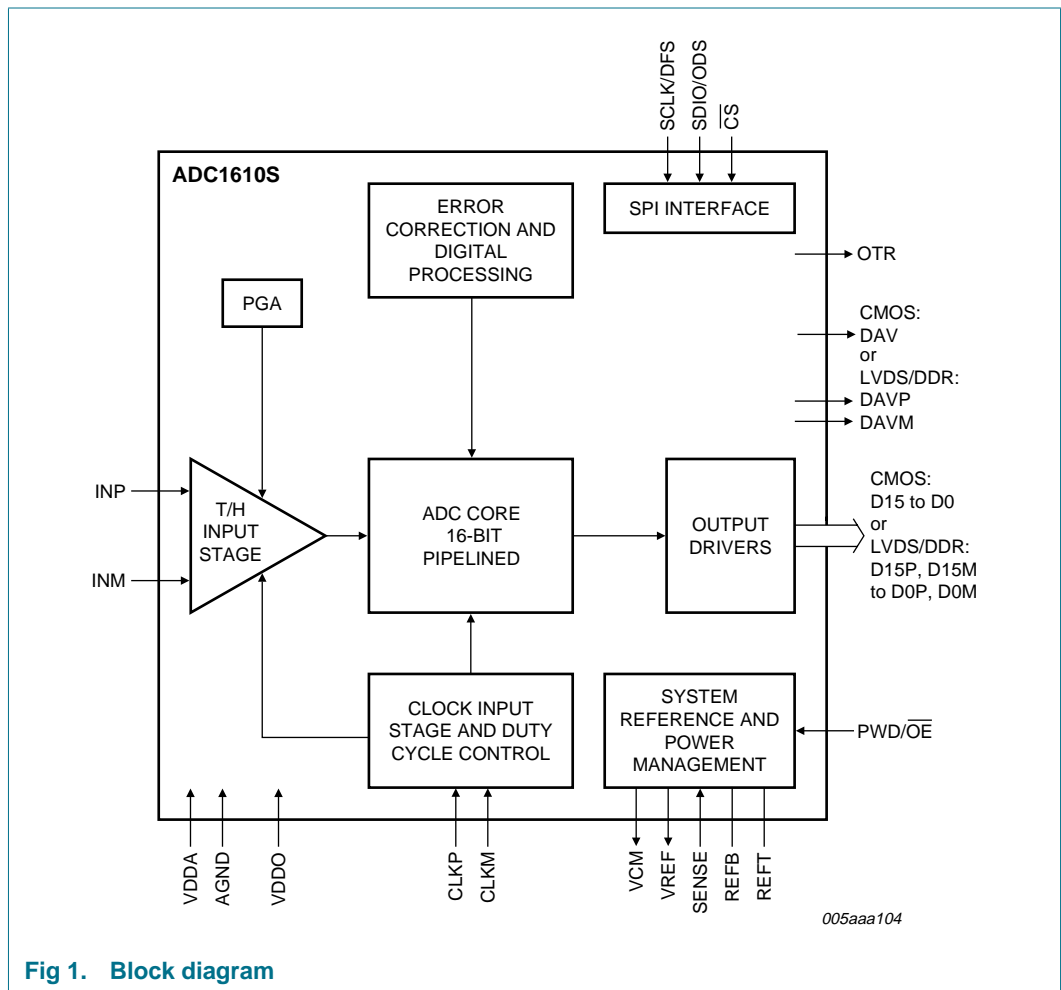 SCLK/DFS
SDIO/ODS
CS
ADC1610S
ERROR
CORRECTION AND
DIGITAL
PROCESSING
SPI INTERFACE
OTR
PGA
CMOS:
DAV
or
LVDS/DDR:
DAVP
DAVM
INP
INM
T/H
INPUT
STAGE
ADC CORE
16-BIT
PIPELINED
OUTPUT
DRIVERS
CMOS:
D15 to D0
or
LVDS/DDR:
D15P, D15M
to D0P, D0M
CLOCK INPUT
STAGE AND DUTY
CYCLE CONTROL
SYSTEM
REFERENCE AND
POWER
MANAGEMENT
PWD/OE
VDDA
AGND
VDDO
CLKP
CLKM
VCM
VREF
SENSE
REFB
REFT
005aaa104
Fig 1. Block diagram